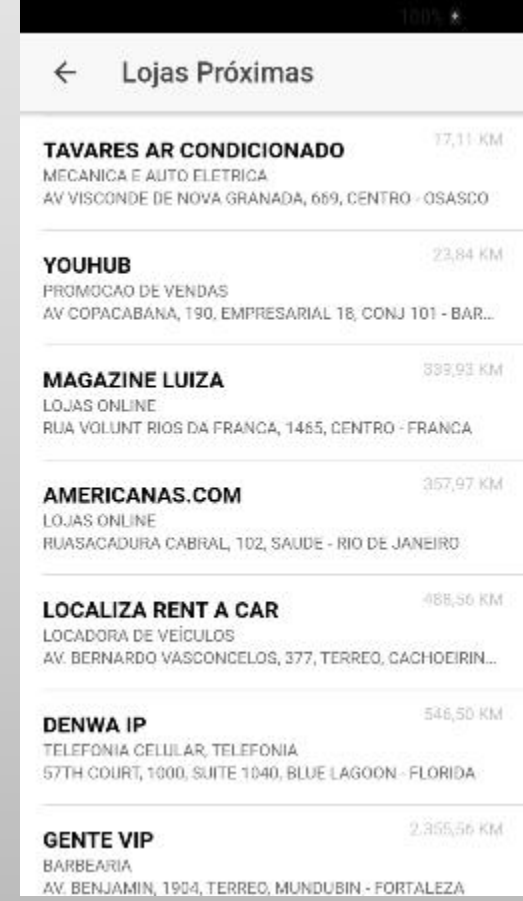 100%
Lojas Próximas
TAVARES AR CONDICIONADO
17,11 KM
MECANICA E AUTO ELETRICA
AV VISCONDE DE NOVA GRANADA, 669, CENTRO - OSASCO
YOUHUB
23,84 KM
PROMOCAO DE VENDAS
AV COPACABANA, 190, EMPRESARIAL 18, CONJ 101 - BAR...
MAGAZINE LUIZA
339,93 KM
LOJAS ONLINE
RUA VOLUNT RIOS DA FRANCA, 1465, CENTRO - FRANCA
AMERICANAS.COM
357,97 KM
LOJAS ONLINE
RUASACADURA CABRAL, 102, SAUDE - RIO DE JANEIRO
LOCALIZA RENT A CAR
488,56 KM
LOCADORA DE VEÍCULOS
AV. BERNARDO VASCONCELOS, 377, TERREO, CACHOEIRIN...
DENWA IP
546,50 KM
TELEFONIA CELULAR, TELEFONIA
57TH COURT, 1000, SUITE 1040, BLUE LAGOON - FLORIDA
GENTE VIP
2.355,56 KM
BARBEARIA
AV. BENJAMIN, 1904, TERREO, MUNDUBIN - FORTALEZA